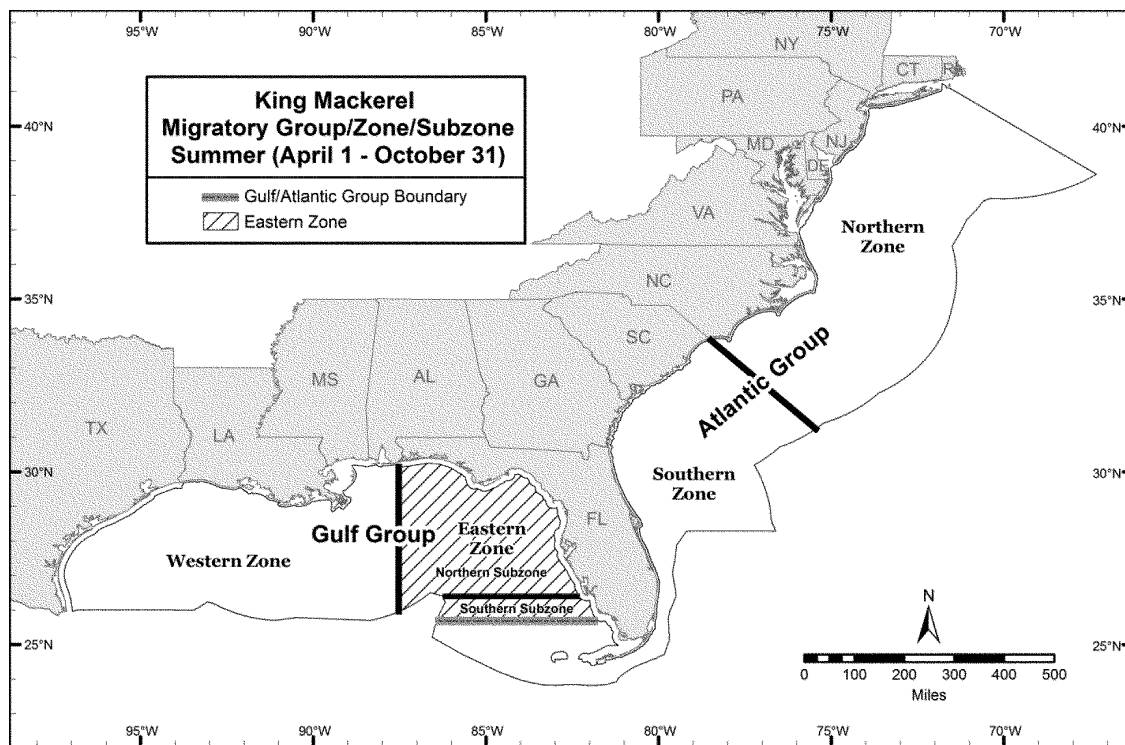 95°W 90°W 85°W 80°W 75°W 70°W
King Mackerel
Migratory Group/Zone/Subzone
Summer (April 1 - October 31)
Gulf/Atlantic Group Boundary
Eastern Zone
NY
CT
RI
PA
40°N
40°N
NJ
MD
DE
VA
Northern
Zone
NC
35°N
35°N
SC
MS
AL
GA
Atlantic Group
TX
LA
30°N
30°N
Southern
Zone
FL
Gulf Group
Eastern
Zone
Western Zone
Northern Subzone
Southern Subzone
N
25°N
25°N
0 100 200 300 400 500
Miles
95°W 90°W 85°W 80°W 75°W 70°W